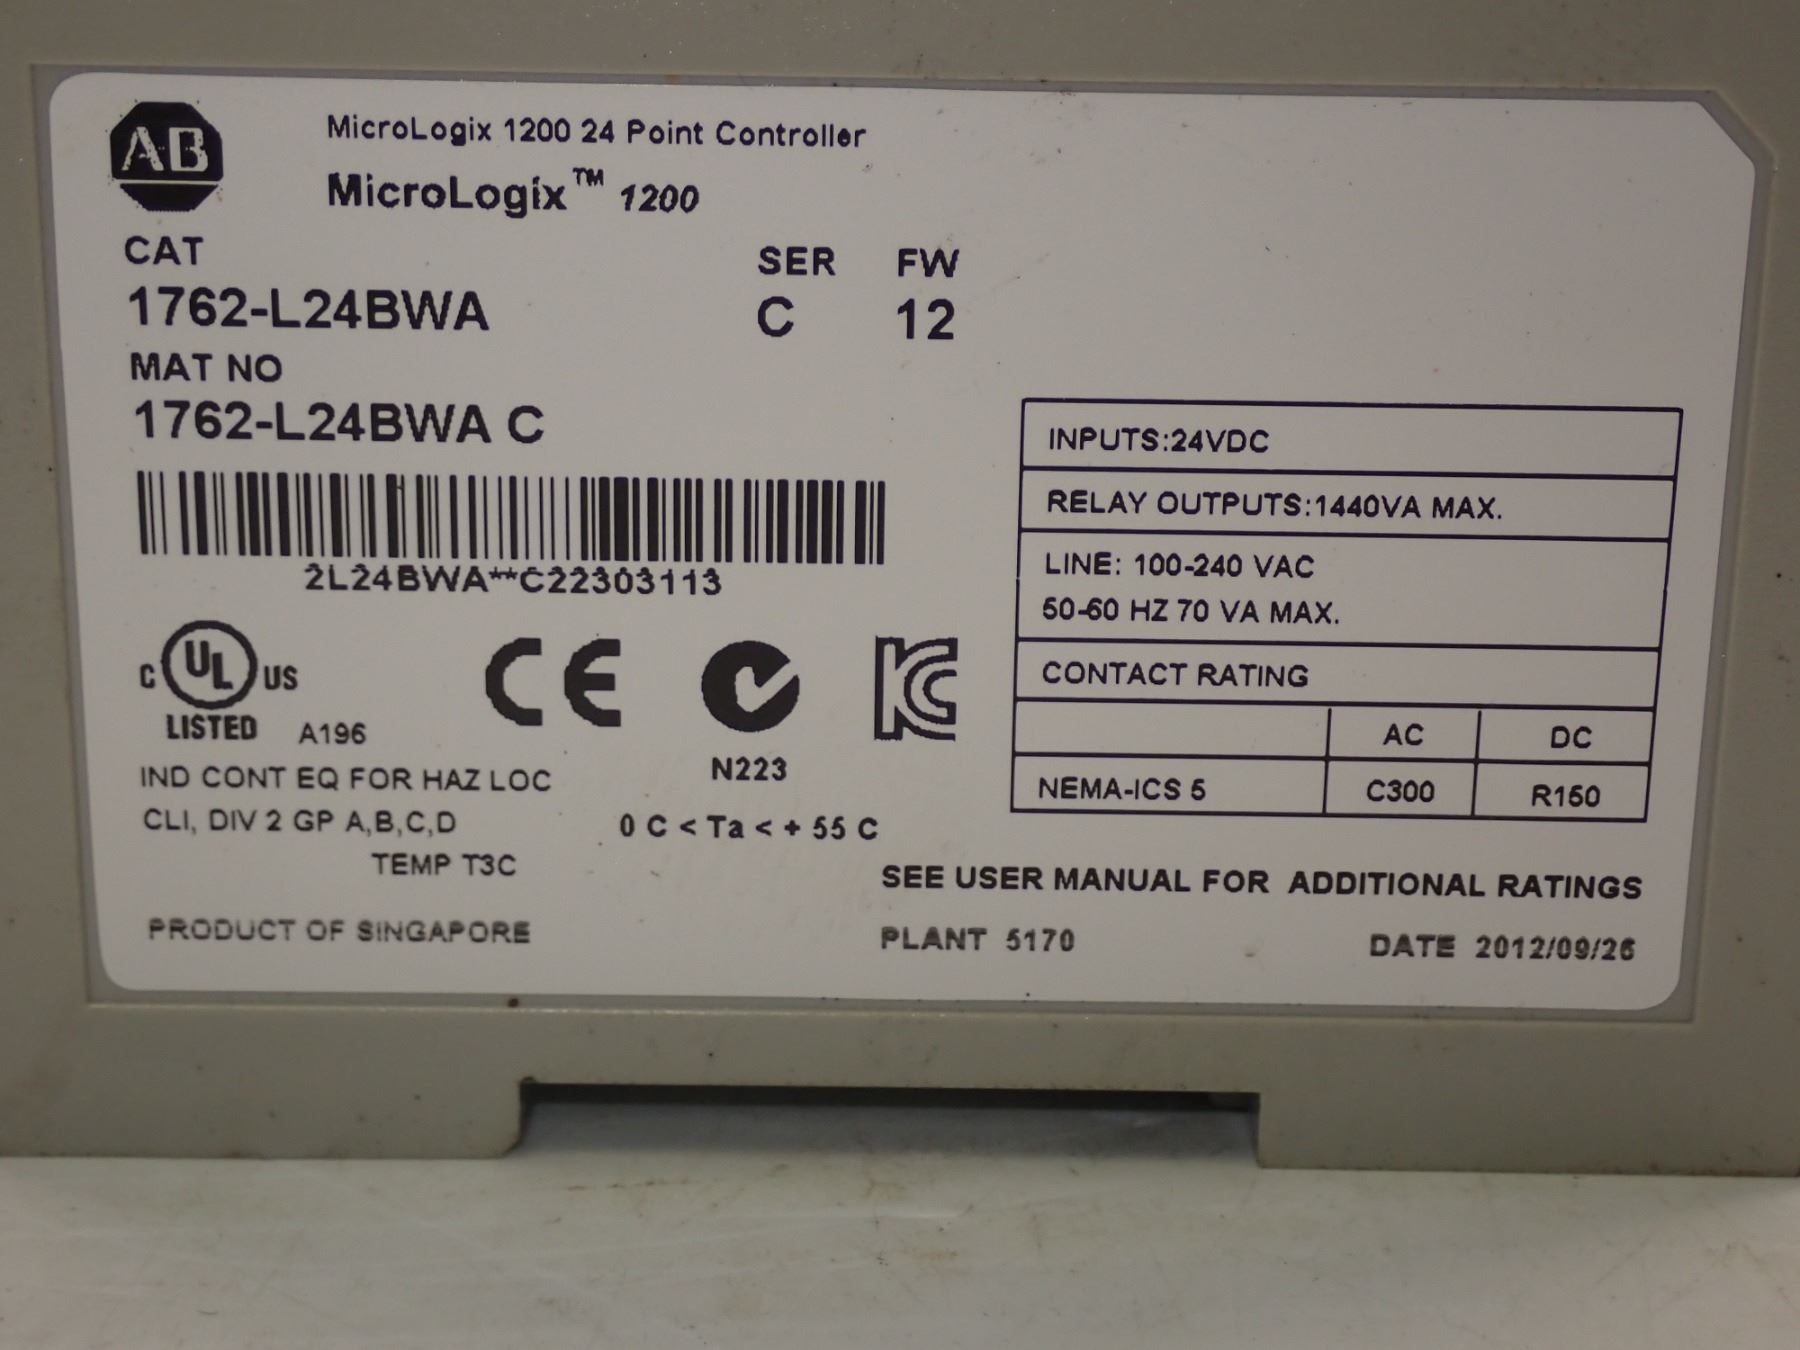 AB
MicroLogix 1200 24 Point Controller
MicroLogix™ 1200
CAT
SER FW
1762-L24BWA
C 12
MAT NO
1762-L24BWA C
2L24BWA**C22303113
INPUTS:24VDC
RELAY OUTPUTS:1440VA MAX.
LINE: 100-240 VAC
50-60 HZ 70 VA MAX.
CONTACT RATING
AC DC
NEMA-ICS 5 C300 R150
C UL US
LISTED A196
CE
N223
KC
IND CONT EQ FOR HAZ LOC
CLI, DIV 2 GP A,B,C,D
TEMP T3C
0 C < Ta < + 55 C
SEE USER MANUAL FOR ADDITIONAL RATINGS
PRODUCT OF SINGAPORE
PLANT 5170
DATE 2012/09/26